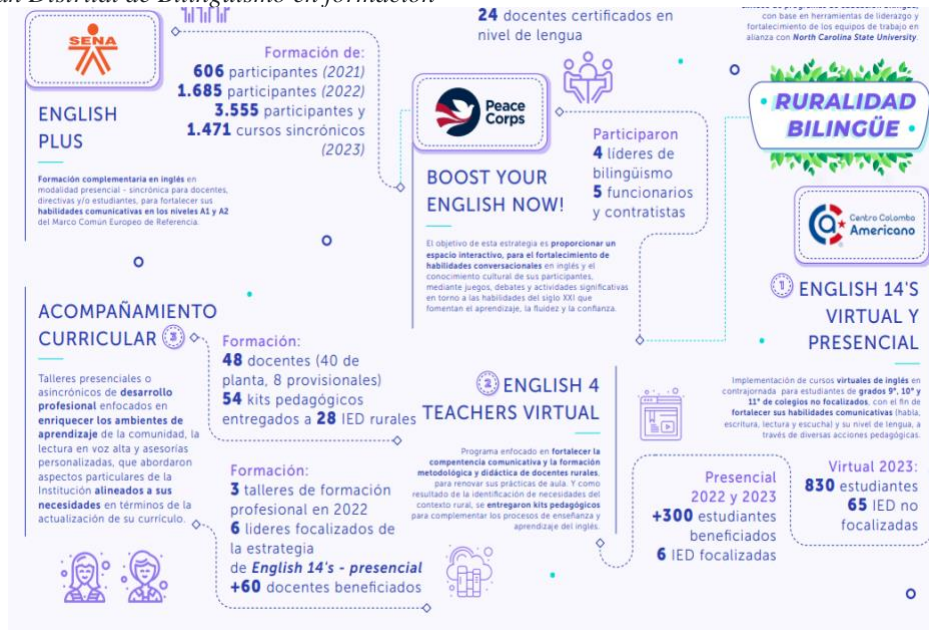 an Distrital de Bilingüismo en formación
SENA
ENGLISH
PLUS
Formación complementaria en inglés en
modalidad presencial - sincrónica para docentes,
directivas y/o estudiantes, para fortalecer sus
habilidades comunicativas en los niveles A1 y A2
del Marco Común Europeo de Referencia.
Formación de:
606 participantes (2021)
1.685 participantes (2022)
3.555 participantes y
1.471 cursos sincrónicos
(2023)
24 docentes certificados en
nivel de lengua
Peace
Corps
BOOST YOUR
ENGLISH NOW!
El objetivo de esta estrategia es proporcionar un
espacio interactivo, para el fortalecimiento de
habilidades conversacionales en inglés y el
conocimiento cultural de sus participantes,
mediante juegos, debates y actividades significativas
en torno a las habilidades del siglo XXI que
fomentan el aprendizaje, la fluidez y la confianza.
Participaron
4 líderes de
bilingüismo
5 funcionarios
y contratistas
con base en herramientas de liderazgo y
fortalecimiento de los equipos de trabajo en
alianza con North Carolina State University.
RURALIDAD
BILINGÜE
Centro Colombo
Americano
1 ENGLISH 14'S
VIRTUAL Y
PRESENCIAL
Implementación de cursos virtuales de inglés en
contrajornada para estudiantes de grados 9°, 10° y
11° de colegios no focalizados, con el fin de
fortalecer sus habilidades comunicativas (habla,
escritura, lectura y escucha) y su nivel de lengua, a
través de diversas acciones pedagógicas.
Virtual 2023:
830 estudiantes
65 IED no
focalizadas
Presencial
2022 y 2023
+300 estudiantes
beneficiados
6 IED focalizadas
2 ENGLISH 4
TEACHERS VIRTUAL
Programa enfocado en fortalecer la
compentencia comunicativa y la formación
metodológica y didáctica de docentes rurales,
para renovar sus prácticas de aula. Y como
resultado de la identificación de necesidades del
contexto rural, se entregaron kits pedagógicos
para complementar los procesos de enseñanza y
aprendizaje del inglés.
Formación:
48 docentes (40 de
planta, 8 provisionales)
54 kits pedagógicos
entregados a 28 IED rurales
ACOMPAÑAMIENTO
CURRICULAR 3
Talleres presenciales o
asincrónicos de desarrollo
profesional enfocados en
enriquecer los ambientes de
aprendizaje de la comunidad, la
lectura en voz alta y asesorías
personalizadas, que abordaron
aspectos particulares de la
Institución alineados a sus
necesidades en términos de la
actualización de su currículo.
Formación:
3 talleres de formación
profesional en 2022
6 lideres focalizados de
la estrategia
de English 14's - presencial
+60 docentes beneficiados